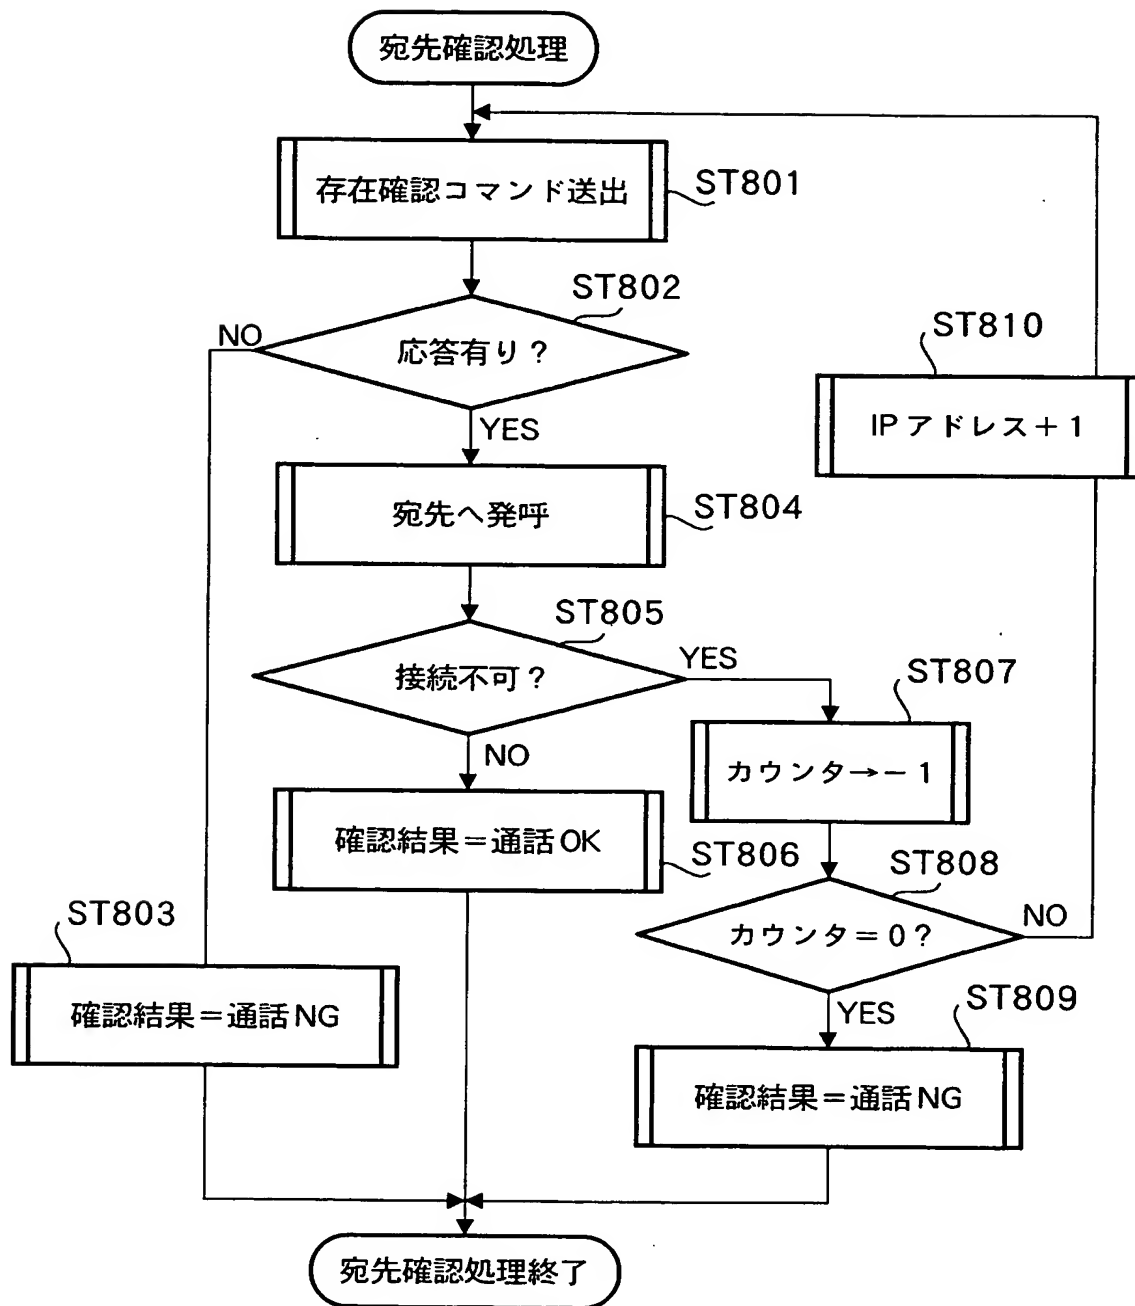 宛先確認処理
存在確認コマンド送出
ST801
ST802
応答有り?
NO
YES
ST810
IPアドレス+1
宛先へ発呼
ST804
ST805
接続不可?
YES
NO
ST807
カウンタ→-1
確認結果=通話OK
ST806
ST808
カウンタ=0?
NO
YES
ST803
確認結果=通話NG
ST809
確認結果=通話NG
宛先確認処理終了